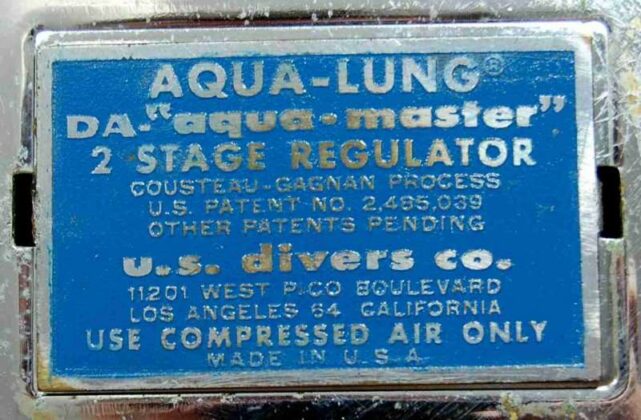 AQUA-LUNG®
DA-"aqua-master"
2 STAGE REGULATOR
COUSTEAU-GAGNAN PROCESS
U.S. PATENT NO. 2,485,039
OTHER PATENTS PENDING
u.s. divers co.
11201 WEST PICO BOULEVARD
LOS ANGELES 64 CALIFORNIA
USE COMPRESSED AIR ONLY
MADE IN U.S.A.